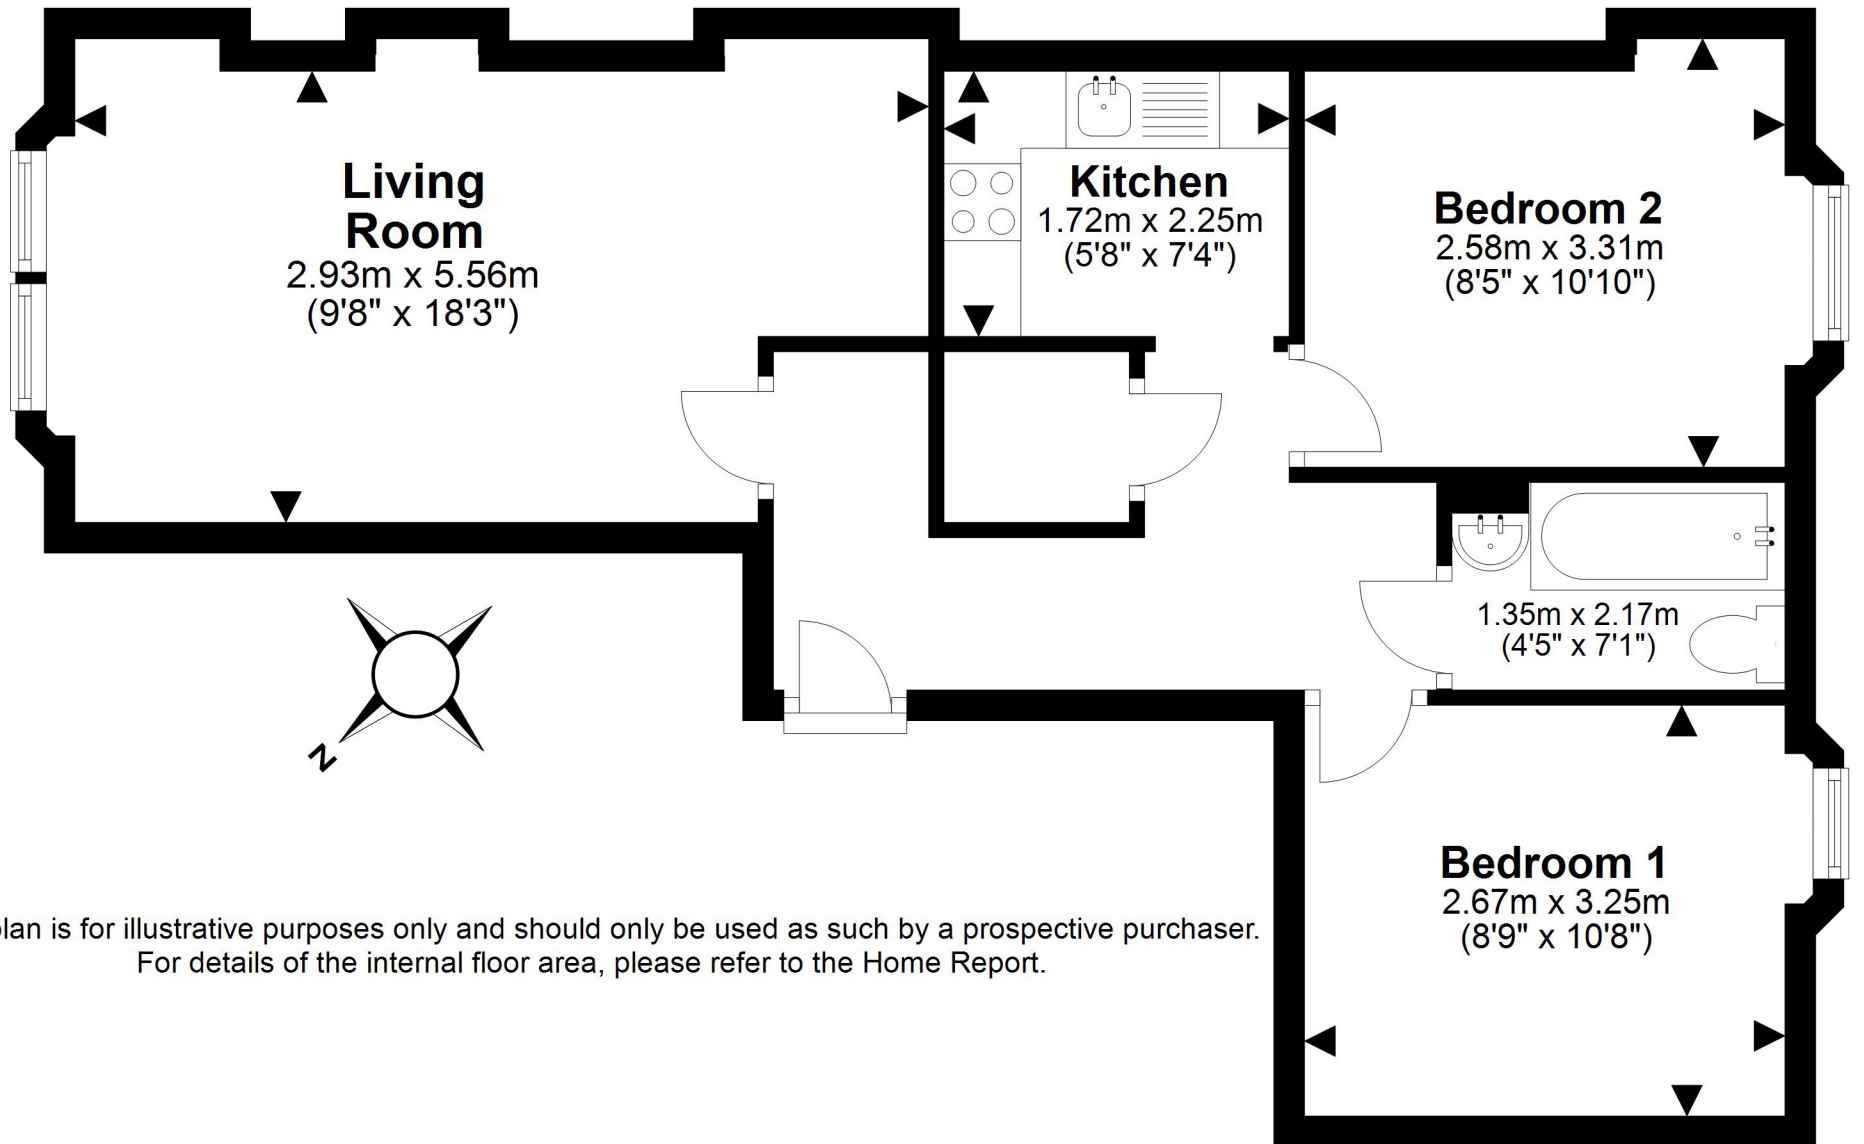 Living
Room
2.93m x 5.56m
(9'8" x 18'3")
Kitchen
1.72m x 2.25m
(5'8" x 7'4")
Bedroom 2
2.58m x 3.31m
(8'5" x 10'10")
1.35m x 2.17m
(4'5" x 7'1")
N
Bedroom 1
2.67m x 3.25m
(8'9" x 10'8")
plan is for illustrative purposes only and should only be used as such by a prospective purchaser.
For details of the internal floor area, please refer to the Home Report.